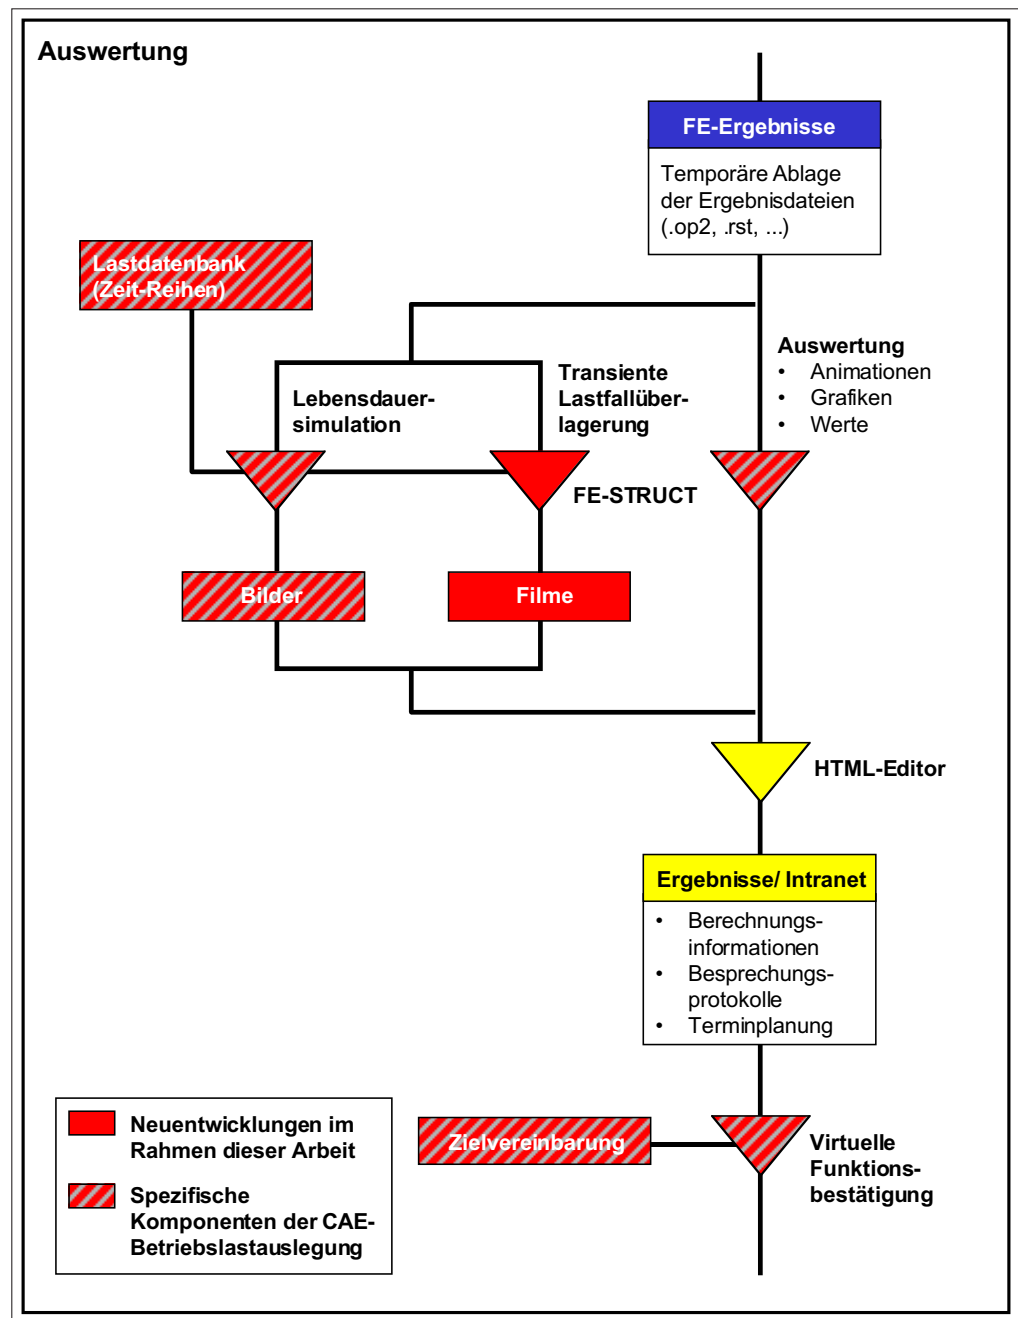 Auswertung
FE-Ergebnisse
Temporäre Ablage
der Ergebnisdateien
(.op2, .rst, ...)
Lastdatenbank
(Zeit-Reihen)
Auswertung
• Animationen
• Grafiken
• Werte
Lebensdauer-
simulation
Transiente
Lastfallüber-
lagerung
FE-STRUCT
Bilder
Filme
HTML-Editor
Ergebnisse/ Intranet
• Berechnungs-
informationen
• Besprechungs-
protokolle
• Terminplanung
Zielvereinbarung
Virtuelle
Funktions-
bestätigung
Neuentwicklungen im
Rahmen dieser Arbeit
Spezifische
Komponenten der CAE-
Betriebslastauslegung